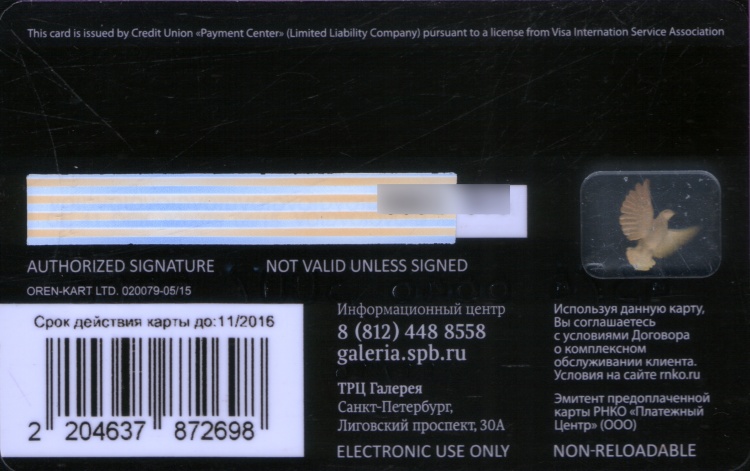 This card is issued by Credit Union «Payment Center» (Limited Liability Company) pursuant to a license from Visa Internation Service Association
AUTHORIZED SIGNATURE - NOT VALID UNLESS SIGNED
OREN-KART LTD. 020079-05/15
Срок действия карты до:11/2016
2 204637 872698
Информационный центр
8 (812) 448 8558
galeria.spb.ru
ТРЦ Галерея
Санкт-Петербург,
Лиговский проспект, 30А
ELECTRONIC USE ONLY
Используя данную карту,
Вы соглашаетесь
с условиями Договора
о комплексном
обслуживании клиента.
Условия на сайте rnko.ru
Эмитент предоплаченной
карты РНКО «Платежный
Центр» (ООО)
NON-RELOADABLE